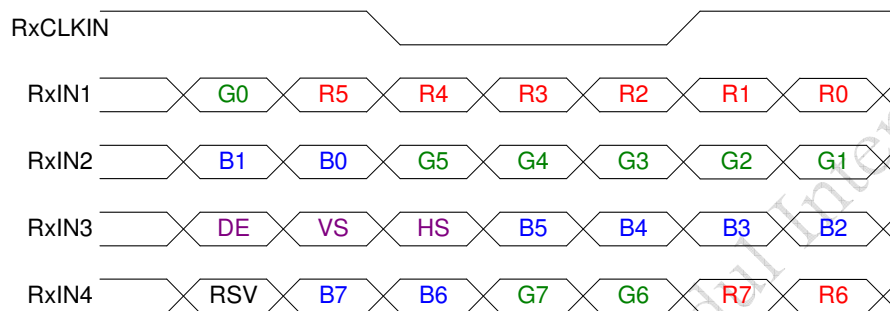 RxCLKIN
RxIN1 G0 R5 R4 R3 R2 R1 R0
RxIN2 B1 B0 G5 G4 G3 G2 G1
RxIN3 DE VS HS B5 B4 B3 B2
RxIN4 RSV B7 B6 G7 G6 R7 R6